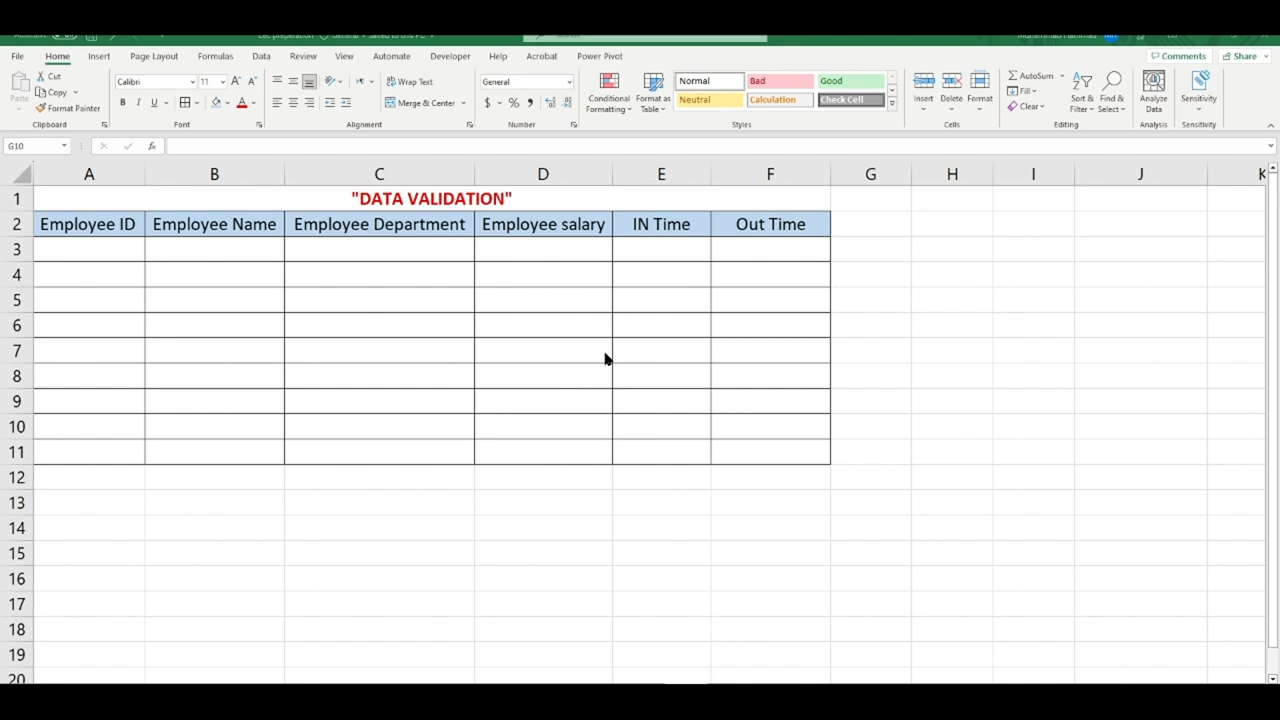 File Home Insert Page Layout Formulas Data Review View Automate Developer Help Acrobat Power Pivot Comments Share
Cut
Copy
Format Painter
Paste
Clipboard
Calibri 11
B I U
Font
Wrap Text
Merge & Center
Alignment
General
$ % ,
Number
Conditional Formatting
Format as Table
Normal Bad Good
Neutral Calculation Check Cell
Styles
Insert Delete Format
Cells
AutoSum
Fill
Clear
Sort & Filter
Find & Select
Editing
Analyze Data
Analysis
Sensitivity
Sensitivity
G10 fx
A B C D E F G H I J K
1 "DATA VALIDATION"
2 Employee ID Employee Name Employee Department Employee salary IN Time Out Time
3
4
5
6
7
8
9
10
11
12
13
14
15
16
17
18
19
20